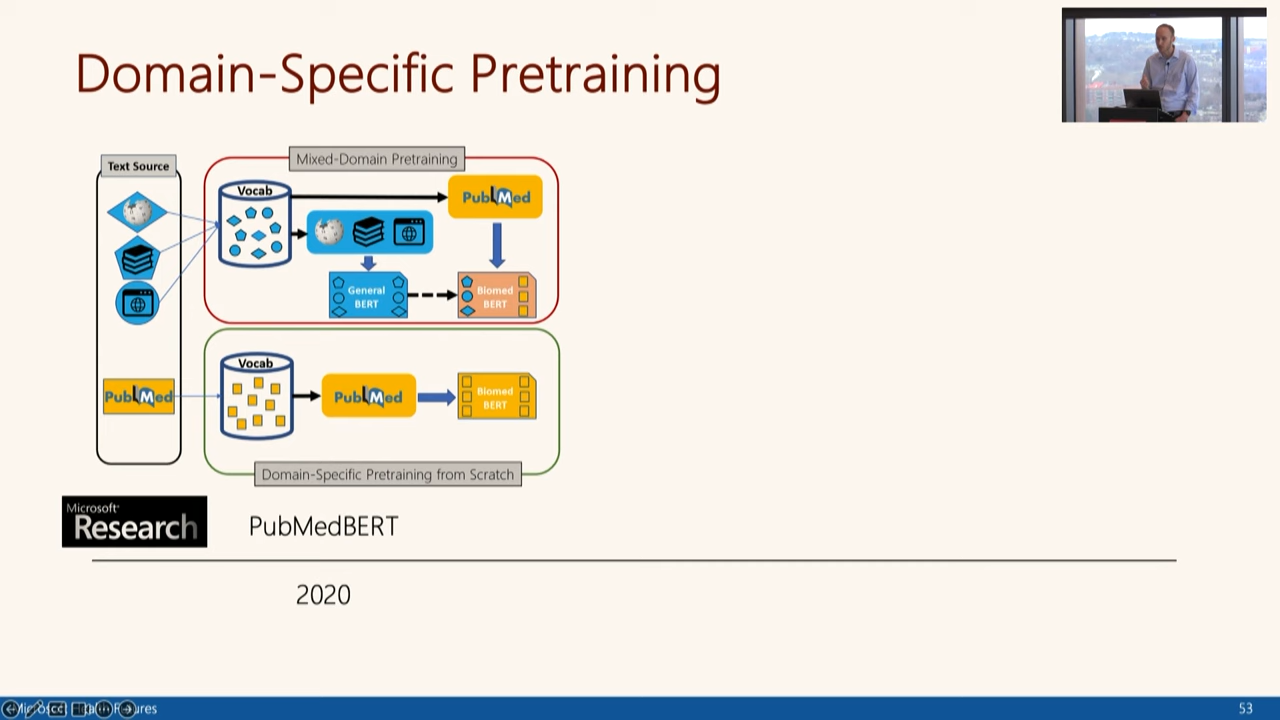 Domain-Specific Pretraining
Text Source
Mixed-Domain Pretraining
Vocab
PubMed
General
BERT
Biomed
BERT
PubMed
Vocab
PubMed
Biomed
BERT
Domain-Specific Pretraining from Scratch
Microsoft
Research
PubMedBERT
2020
CC
53